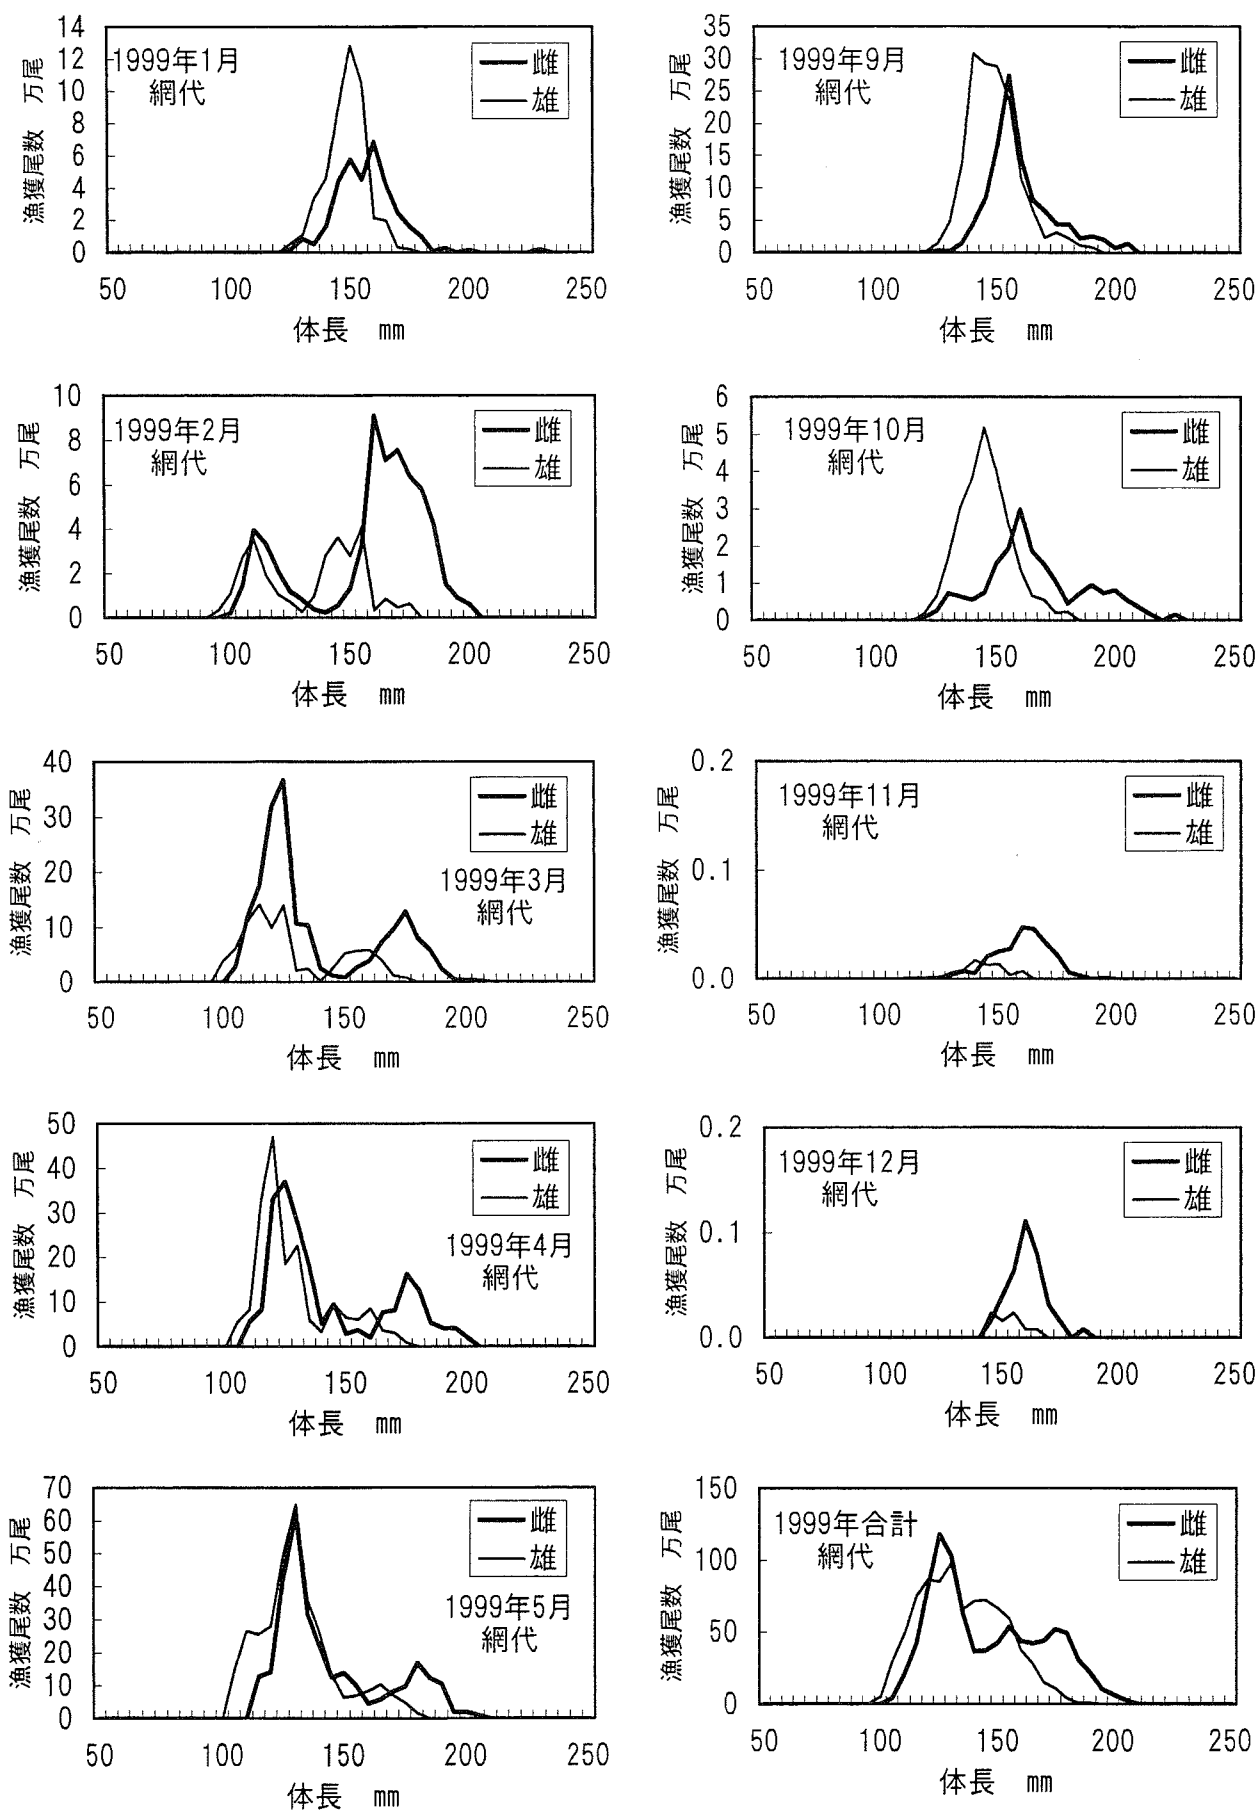 漁獲尾数 万尾
14
12
10
8
6
4
2
0
1999年1月
網代
雌
雄
50 100 150 200 250
体長 mm
漁獲尾数 万尾
10
8
6
4
2
0
1999年2月
網代
雌
雄
50 100 150 200 250
体長 mm
漁獲尾数 万尾
40
30
20
10
0
雌
雄
1999年3月
網代
50 100 150 200 250
体長 mm
漁獲尾数 万尾
50
40
30
20
10
0
雌
雄
1999年4月
網代
50 100 150 200 250
体長 mm
漁獲尾数 万尾
70
60
50
40
30
20
10
0
雌
雄
1999年5月
網代
50 100 150 200 250
体長 mm
漁獲尾数 万尾
35
30
25
20
15
10
5
0
1999年9月
網代
雌
雄
50 100 150 200 250
体長 mm
漁獲尾数 万尾
6
5
4
3
2
1
0
1999年10月
網代
雌
雄
50 100 150 200 250
体長 mm
漁獲尾数 万尾
0.2
0.1
0.0
1999年11月
網代
雌
雄
50 100 150 200 250
体長 mm
漁獲尾数 万尾
0.2
0.1
0.0
1999年12月
網代
雌
雄
50 100 150 200 250
体長 mm
漁獲尾数 万尾
150
100
50
0
1999年合計
網代
雌
雄
50 100 150 200 250
体長 mm